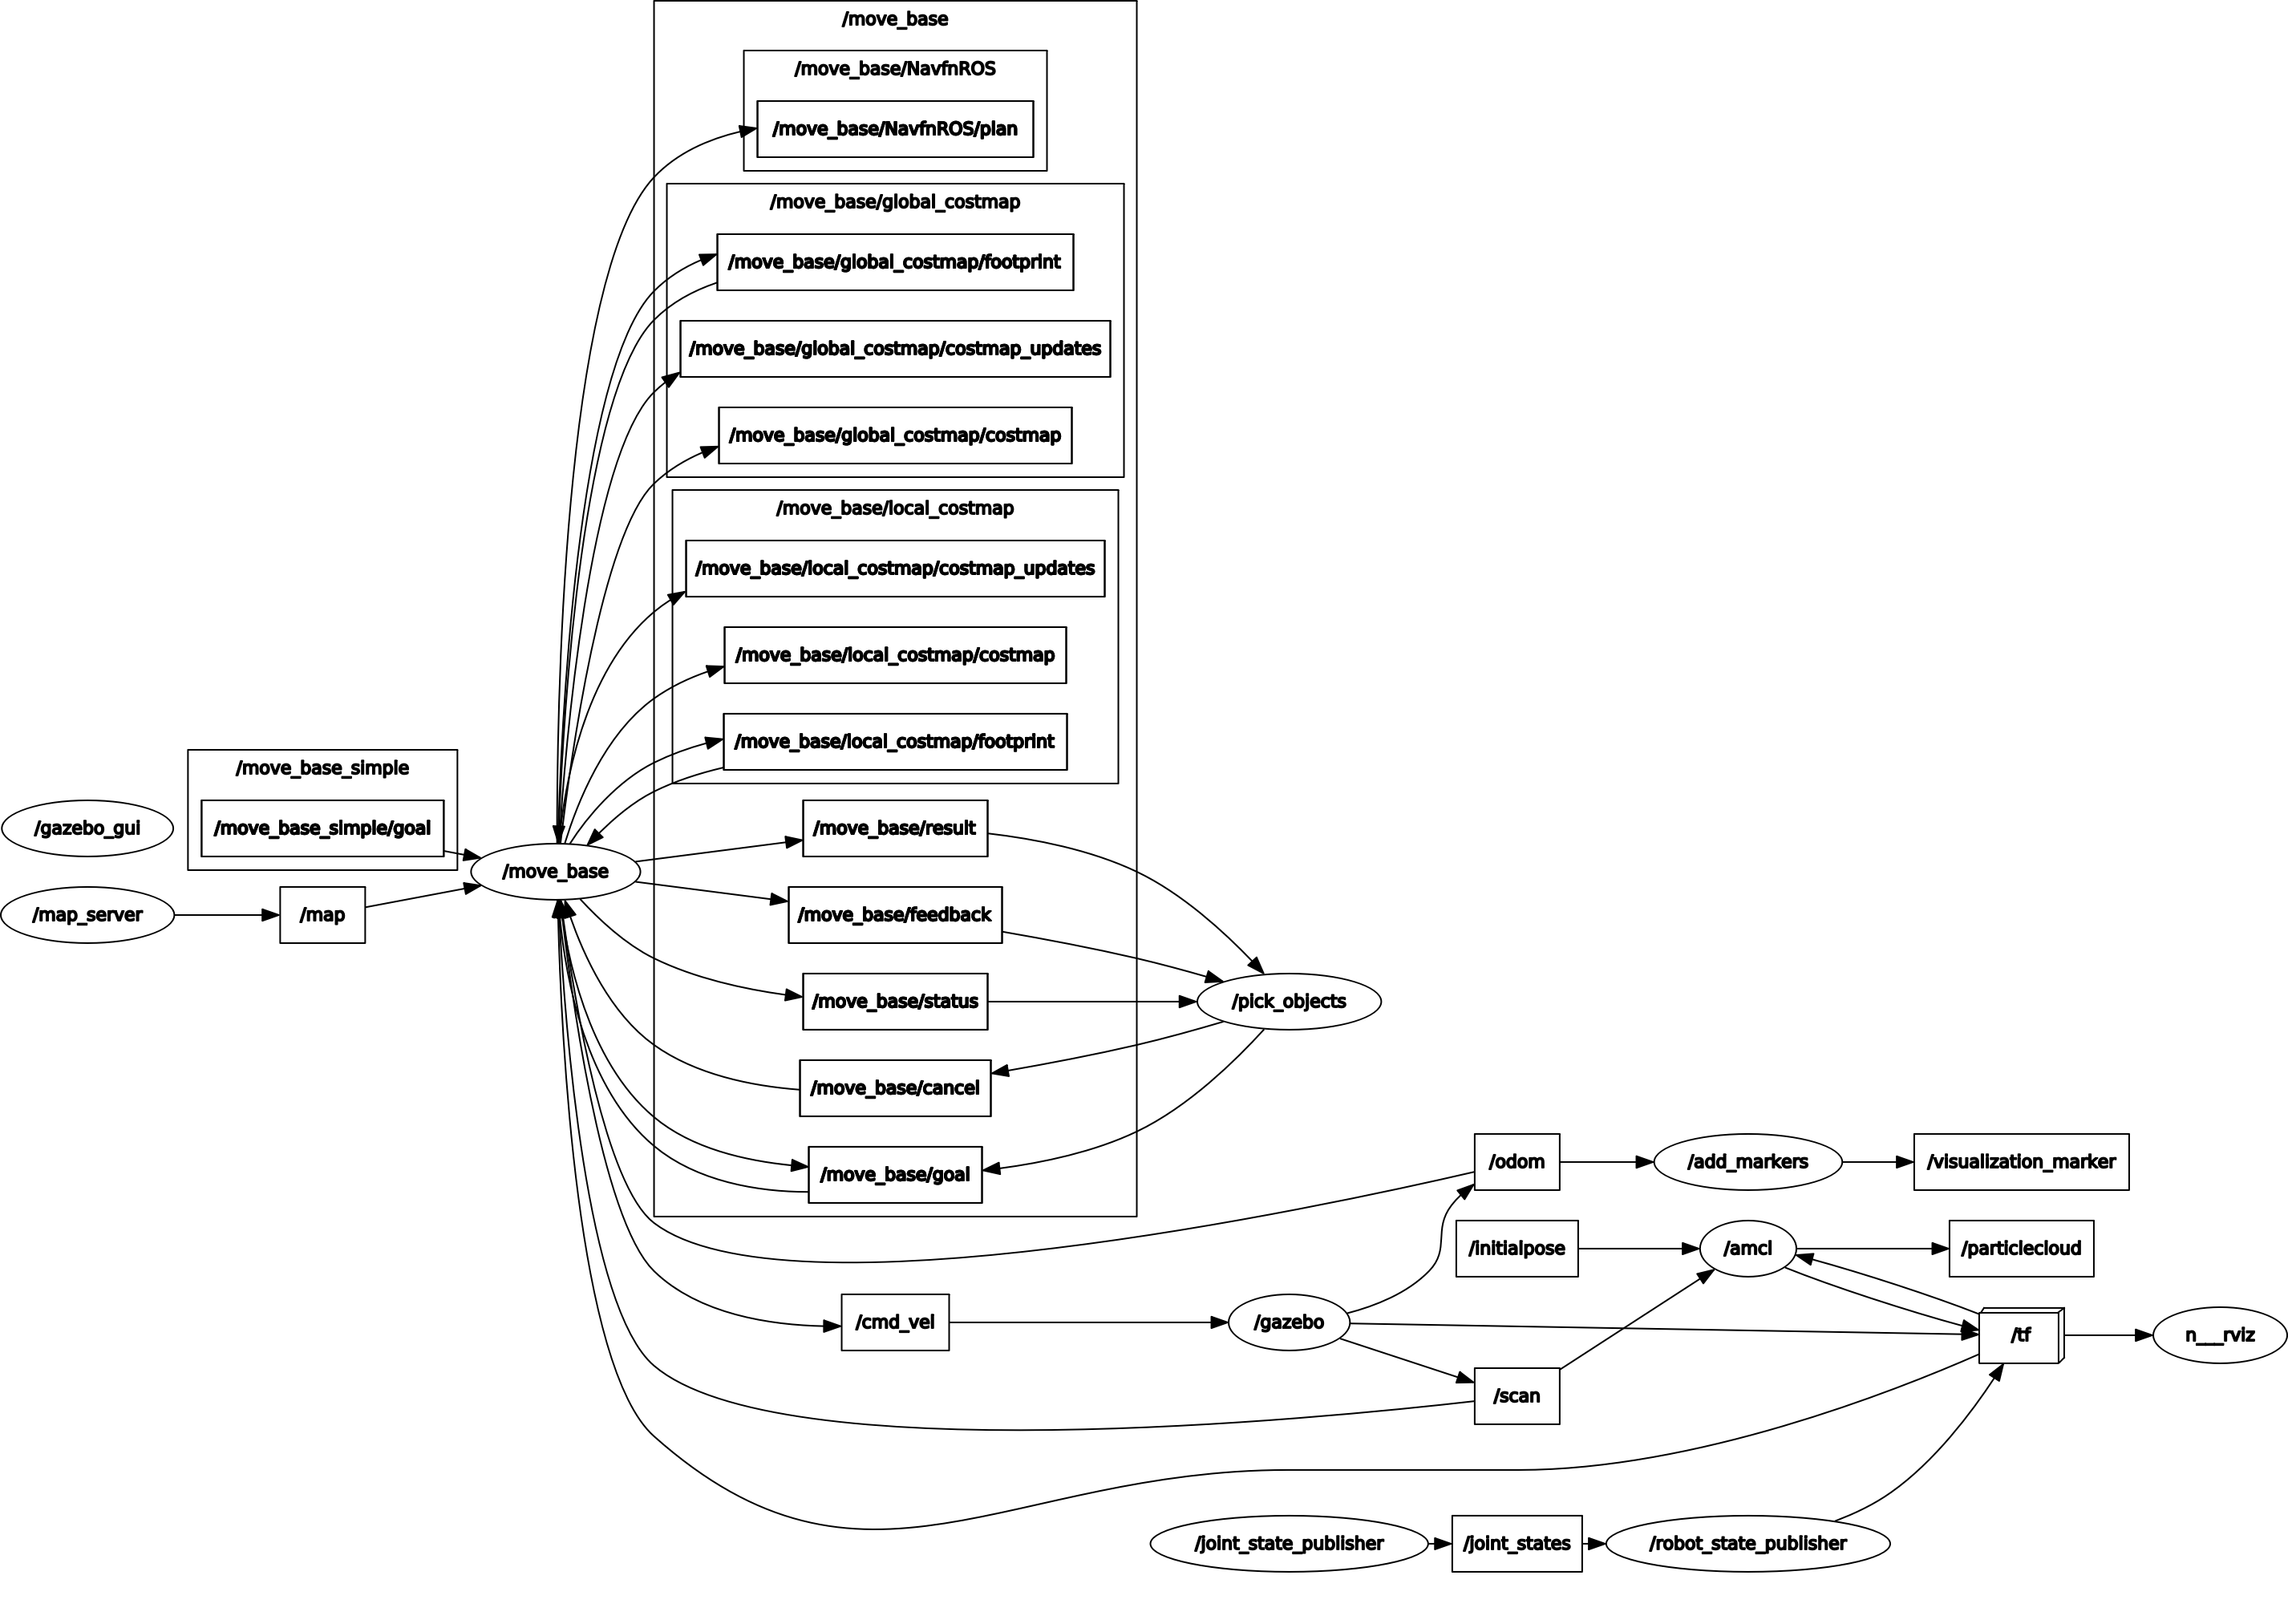 /move_base
/move_base/NavfnROS
/move_base/NavfnROS/plan
/move_base/global_costmap
/move_base/global_costmap/footprint
/move_base/global_costmap/costmap_updates
/move_base/global_costmap/costmap
/move_base/local_costmap
/move_base/local_costmap/costmap_updates
/move_base/local_costmap/costmap
/move_base/local_costmap/footprint
/move_base_simple
/gazebo_gui
/move_base_simple/goal
/move_base/result
/move_base
/map_server
/map
/move_base/feedback
/move_base/status
/pick_objects
/move_base/cancel
/move_base/goal
/odom
/add_markers
/visualization_marker
/initialpose
/amcl
/particlecloud
/cmd_vel
/gazebo
/tf
n___rviz
/scan
/joint_state_publisher
/joint_states
/robot_state_publisher